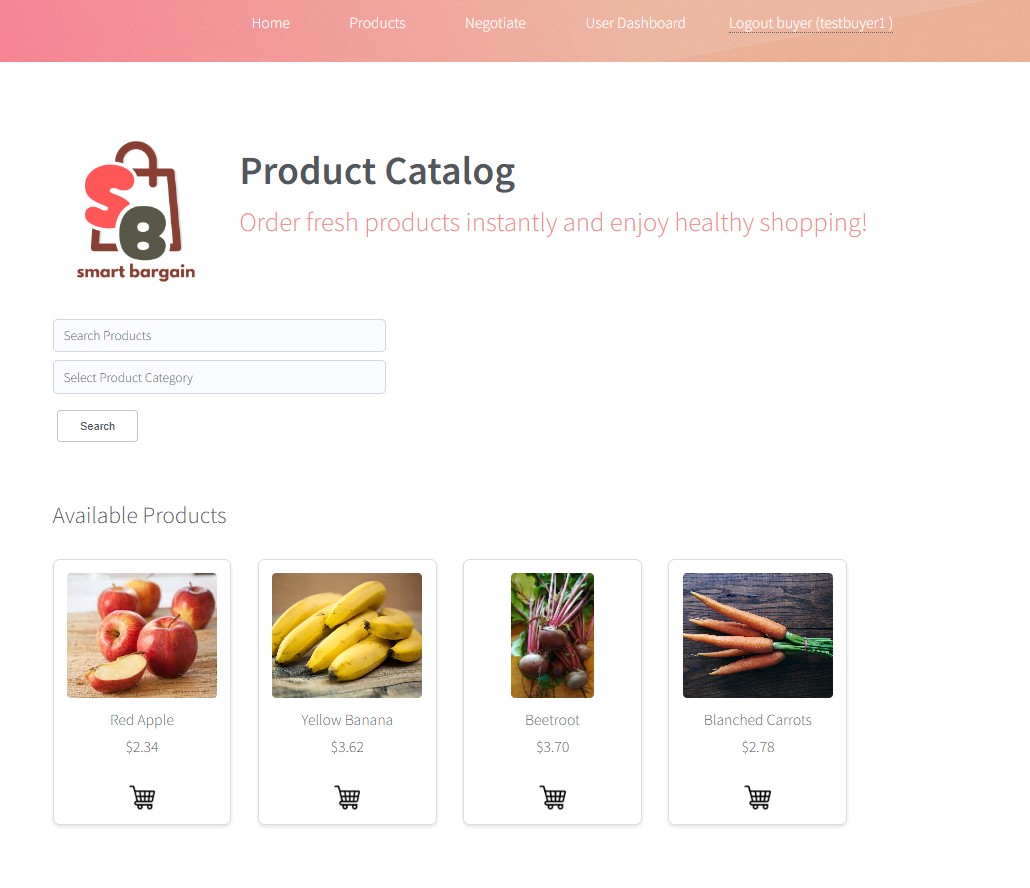 Home Products Negotiate User Dashboard Logout buyer (testbuyer1 )
SB
smart bargain
Product Catalog
Order fresh products instantly and enjoy healthy shopping!
Search Products
Select Product Category
Search
Available Products
Red Apple
$2.34
Yellow Banana
$3.62
Beetroot
$3.70
Blanched Carrots
$2.78